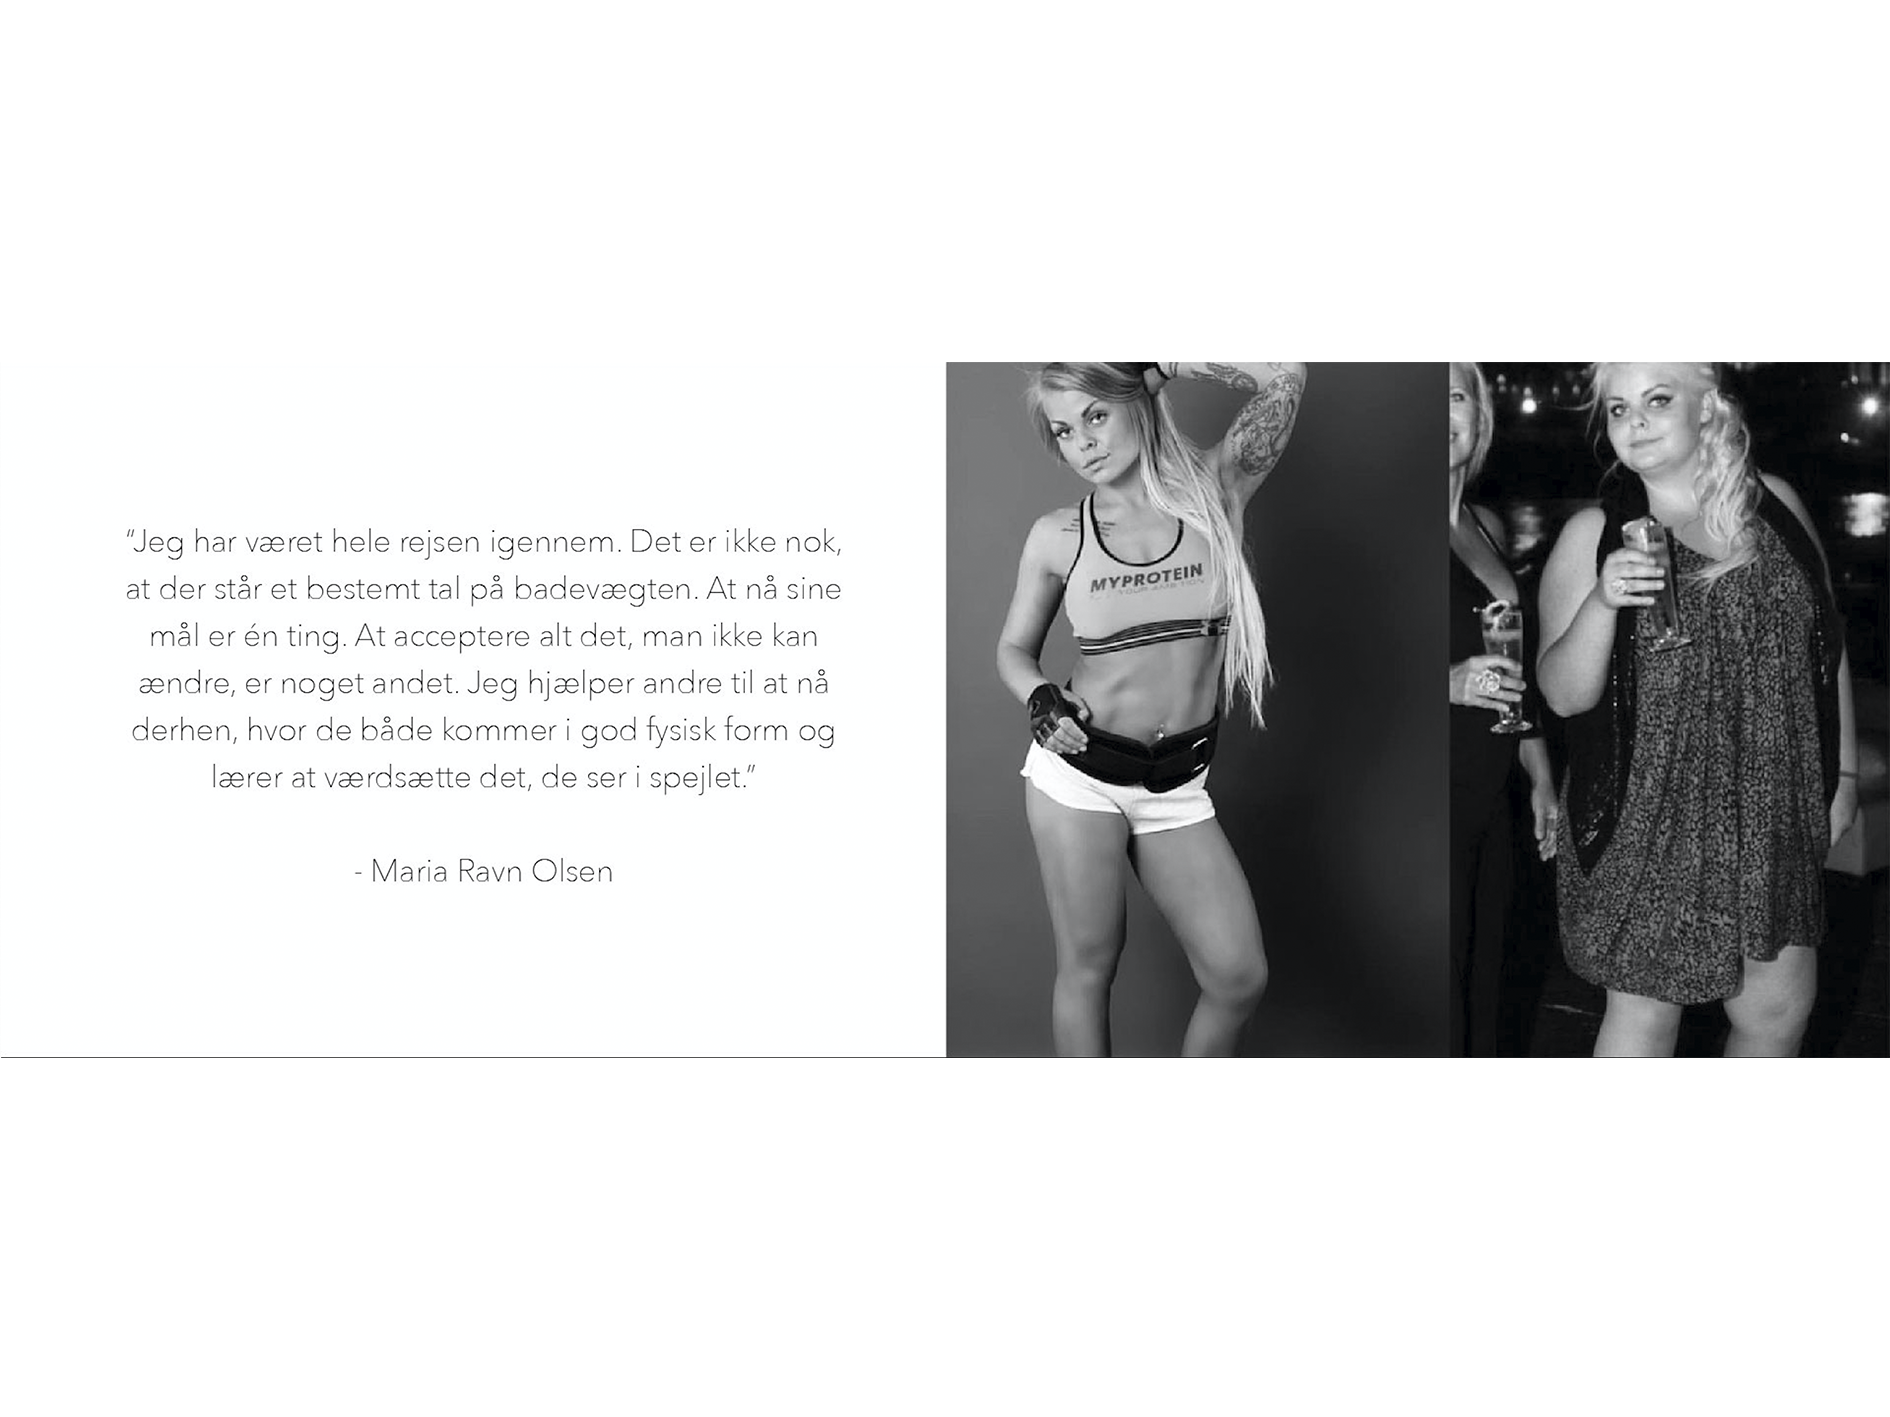 “Jeg har været hele rejsen igennem. Det er ikke nok,
at der står et bestemt tal på badevægten. At nå sine
mål er én ting. At acceptere alt det, man ikke kan
ændre, er noget andet. Jeg hjælper andre til at nå
derhen, hvor de både kommer i god fysisk form og
lærer at værdsætte det, de ser i spejlet.”
- Maria Ravn Olsen
MYPROTEIN
YOUR AMBITION